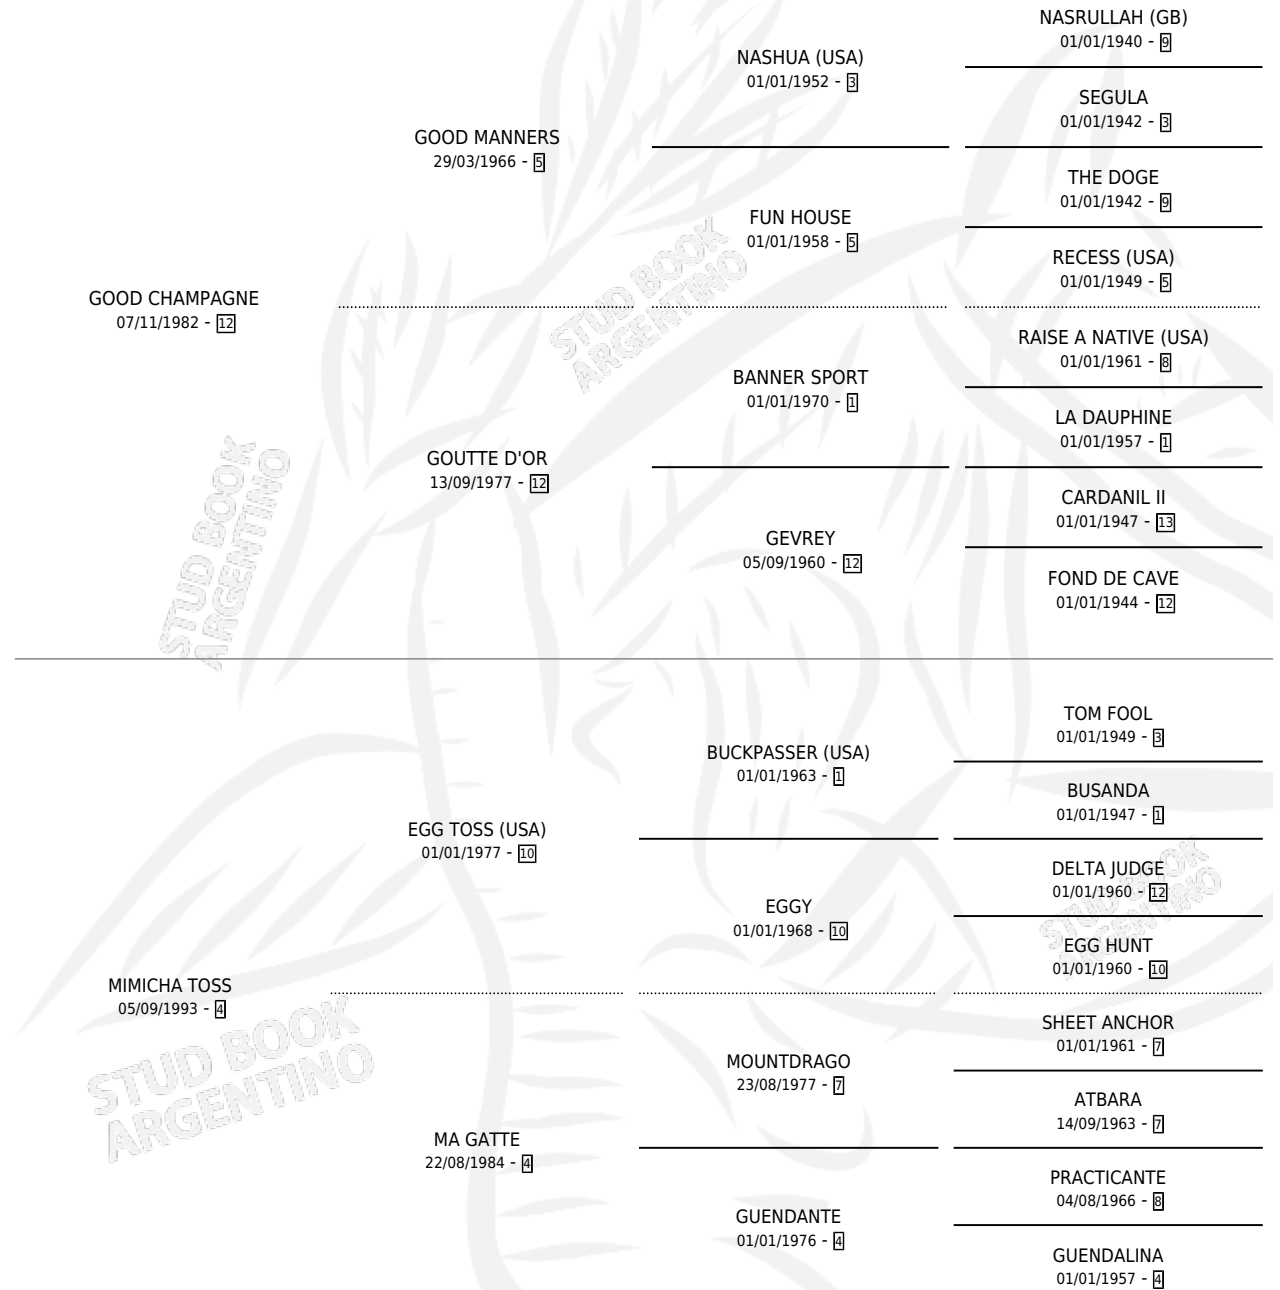 NASRULLAH (GB)
01/01/1940 - 9
NASHUA (USA)
01/01/1952 - 3
SEGULA
01/01/1942 - 3
GOOD MANNERS
29/03/1966 - 5
THE DOGE
01/01/1942 - 9
FUN HOUSE
01/01/1958 - 5
RECESS (USA)
01/01/1949 - 5
GOOD CHAMPAGNE
07/11/1982 - 12
RAISE A NATIVE (USA)
01/01/1961 - 8
BANNER SPORT
01/01/1970 - 1
LA DAUPHINE
01/01/1957 - 1
GOUTTE D'OR
13/09/1977 - 12
CARDANIL II
01/01/1947 - 13
GEVREY
05/09/1960 - 12
FOND DE CAVE
01/01/1944 - 12
TOM FOOL
01/01/1949 - 3
BUCKPASSER (USA)
01/01/1963 - 1
BUSANDA
01/01/1947 - 1
EGG TOSS (USA)
01/01/1977 - 10
DELTA JUDGE
01/01/1960 - 12
EGGY
01/01/1968 - 10
EGG HUNT
01/01/1960 - 10
MIMICHA TOSS
05/09/1993 - 4
SHEET ANCHOR
01/01/1961 - 7
MOUNTDRAGO
23/08/1977 - 7
ATBARA
14/09/1963 - 7
MA GATTE
22/08/1984 - 4
PRACTICANTE
04/08/1966 - 8
GUENDANTE
01/01/1976 - 4
GUENDALINA
01/01/1957 - 4
STUD BOOK
ARGENTINO
STUD BOOK
ARGENTINO
STUD BOOK
ARGENTINO
STUD BOOK
ARGENTINO